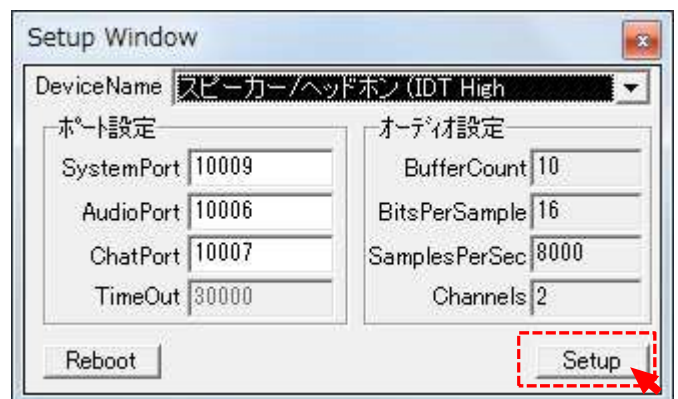 Setup Window
DeviceName スピーカー/ヘッドホン (IDT High
ポート設定
SystemPort 10009
AudioPort 10006
ChatPort 10007
TimeOut 30000
オーディオ設定
BufferCount 10
BitsPerSample 16
SamplesPerSec 8000
Channels 2
Reboot
Setup